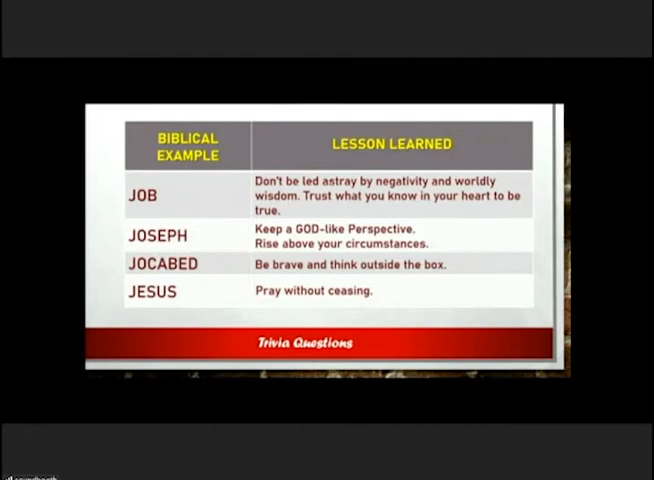 BIBLICAL
EXAMPLE
LESSON LEARNED
JOB
Don't be led astray by negativity and worldly
wisdom. Trust what you know in your heart to be
true.
JOSEPH
Keep a GOD-like Perspective.
Rise above your circumstances.
JOCABED
Be brave and think outside the box.
JESUS
Pray without ceasing.
Trivia Questions